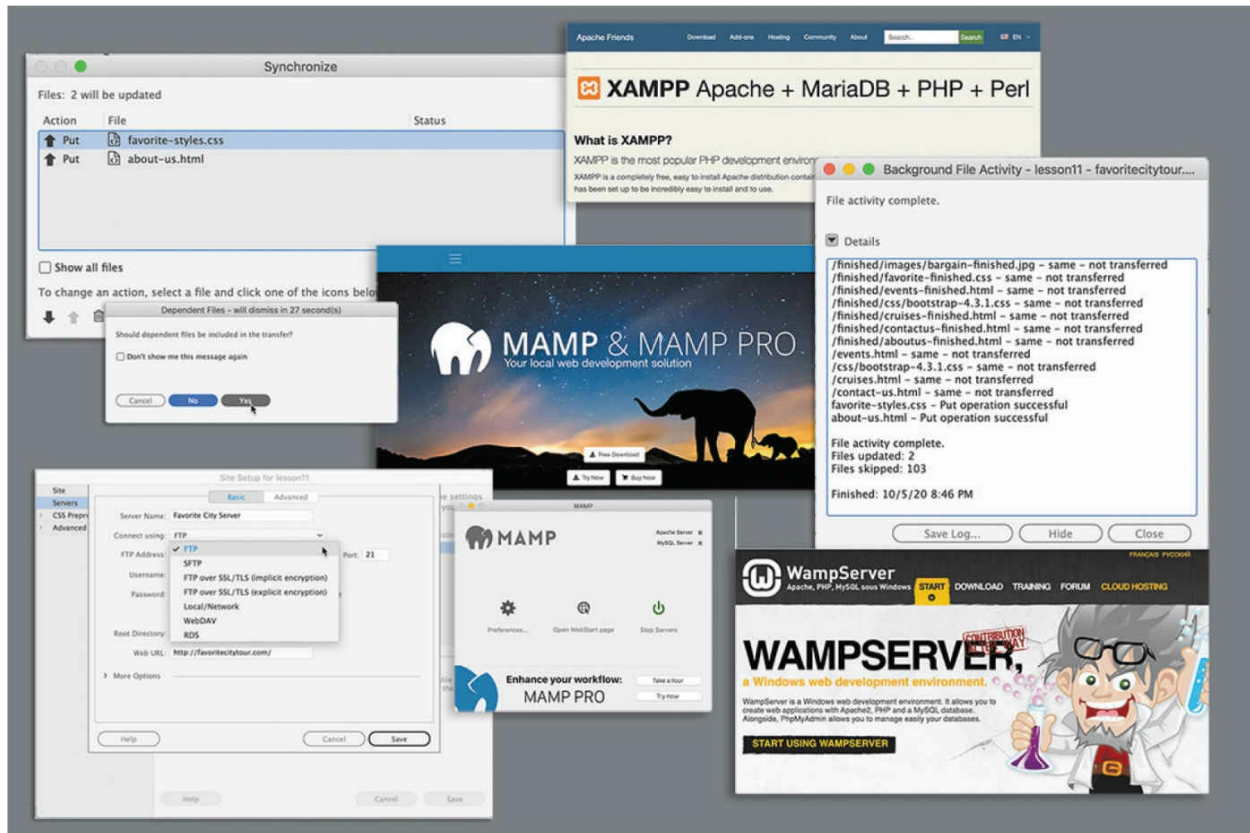 Synchronize
Files: 2 will be updated
Action File Status
Put favorite-styles.css
Put about-us.html
Show all files
To change an action, select a file and click one of the icons below
Dependent Files - will dismiss in 27 second(s)
Should dependent files be included in the transfer?
Don't show me this message again
Cancel No Yes
Apache Friends Download Add-ons Hosting Community About Search... Search EN
XAMPP Apache + MariaDB + PHP + Perl
What is XAMPP?
XAMPP is the most popular PHP development environ
XAMPP is a completely free, easy to install Apache distribution contain
has been set up to be incredibly easy to install and to use.
Background File Activity - lesson11 - favoritecitytour....
File activity complete.
Details
/finished/images/bargain-finished.jpg - same - not transferred
/finished/favorite-finished.css - same - not transferred
/finished/events-finished.html - same - not transferred
/finished/css/bootstrap-4.3.1.css - same - not transferred
/finished/cruises-finished.html - same - not transferred
/finished/contactus-finished.html - same - not transferred
/finished/aboutus-finished.html - same - not transferred
/events.html - same - not transferred
/css/bootstrap-4.3.1.css - same - not transferred
/cruises.html - same - not transferred
/contact-us.html - same - not transferred
favorite-styles.css - Put operation successful
about-us.html - Put operation successful
File activity complete.
Files updated: 2
Files skipped: 103
Finished: 10/5/20 8:46 PM
Save Log... Hide Close
MAMP & MAMP PRO
Your local web development solution
Free Download
Try Now Buy Now
Site Setup for lesson11
Site
Servers
CSS Prepr
Advanced
Basic Advanced
Server Name: Favorite City Server
Connect using: FTP
FTP
SFTP
FTP over SSL/TLS (implicit encryption)
FTP over SSL/TLS (explicit encryption)
Local/Network
WebDAV
RDS
FTP Address: Port: 21
Username:
Password:
Root Directory:
Web URL: http://favoritecitytour.com/
More Options
Help Cancel Save
settings
Help Cancel Save
MAMP
MAMP
Apache Server
MySQL Server
Preferences... Open WebStart page Stop Servers
Enhance your workflow:
MAMP PRO
Take a tour
Try now
FRANÇAIS РУССКИЙ
WampServer
Apache, PHP, MySQL sous Windows
START DOWNLOAD TRAINING FORUM CLOUD HOSTING
WAMPSERVER,
CONTRIBUTION
a Windows web development environment.
WampServer is a Windows web development environment. It allows you to
create web applications with Apache2, PHP and a MySQL database.
Alongside, PhpMyAdmin allows you to manage easily your databases.
START USING WAMPSERVER